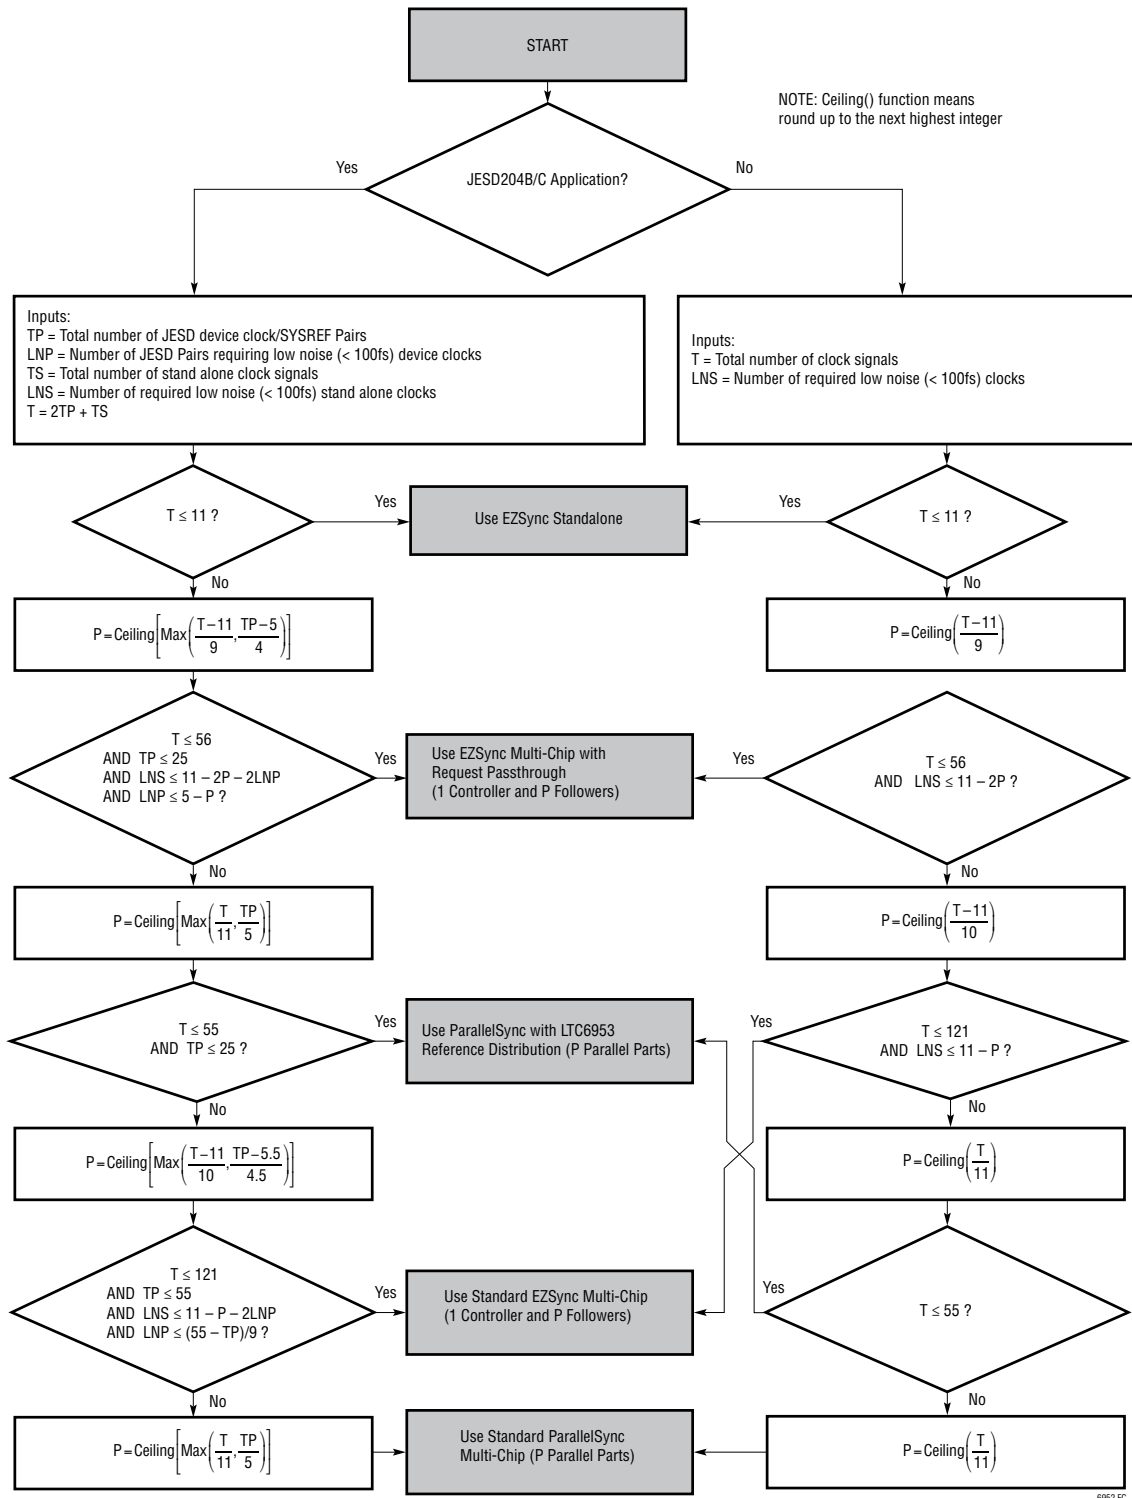 START
NOTE: Ceiling() function means
round up to the next highest integer
Yes
No
JESD204B/C Application?
Inputs:
TP = Total number of JESD device clock/SYSREF Pairs
LNP = Number of JESD Pairs requiring low noise (< 100fs) device clocks
TS = Total number of stand alone clock signals
LNS = Number of required low noise (< 100fs) stand alone clocks
T = 2TP + TS
Inputs:
T = Total number of clock signals
LNS = Number of required low noise (< 100fs) clocks
T ≤ 11 ?
Yes
Use EZSync Standalone
Yes
T ≤ 11 ?
No
No
P=Ceiling[Max(T–11/9, TP–5/4)]
P=Ceiling(T–11/9)
T ≤ 56
AND TP ≤ 25
AND LNS ≤ 11 – 2P – 2LNP
AND LNP ≤ 5 – P ?
Yes
Use EZSync Multi-Chip with
Request Passthrough
(1 Controller and P Followers)
Yes
T ≤ 56
AND LNS ≤ 11 – 2P ?
No
No
P=Ceiling[Max(T/11, TP/5)]
P=Ceiling(T–11/10)
T ≤ 55
AND TP ≤ 25 ?
Yes
Use ParallelSync with LTC6953
Reference Distribution (P Parallel Parts)
Yes
T ≤ 121
AND LNS ≤ 11 – P ?
No
No
P=Ceiling[Max(T–11/10, TP–5.5/4.5)]
P=Ceiling(T/11)
T ≤ 121
AND TP ≤ 55
AND LNS ≤ 11 – P – 2LNP
AND LNP ≤ (55 – TP)/9 ?
Yes
Use Standard EZSync Multi-Chip
(1 Controller and P Followers)
Yes
T ≤ 55 ?
No
No
P=Ceiling[Max(T/11, TP/5)]
Use Standard ParallelSync
Multi-Chip (P Parallel Parts)
P=Ceiling(T/11)